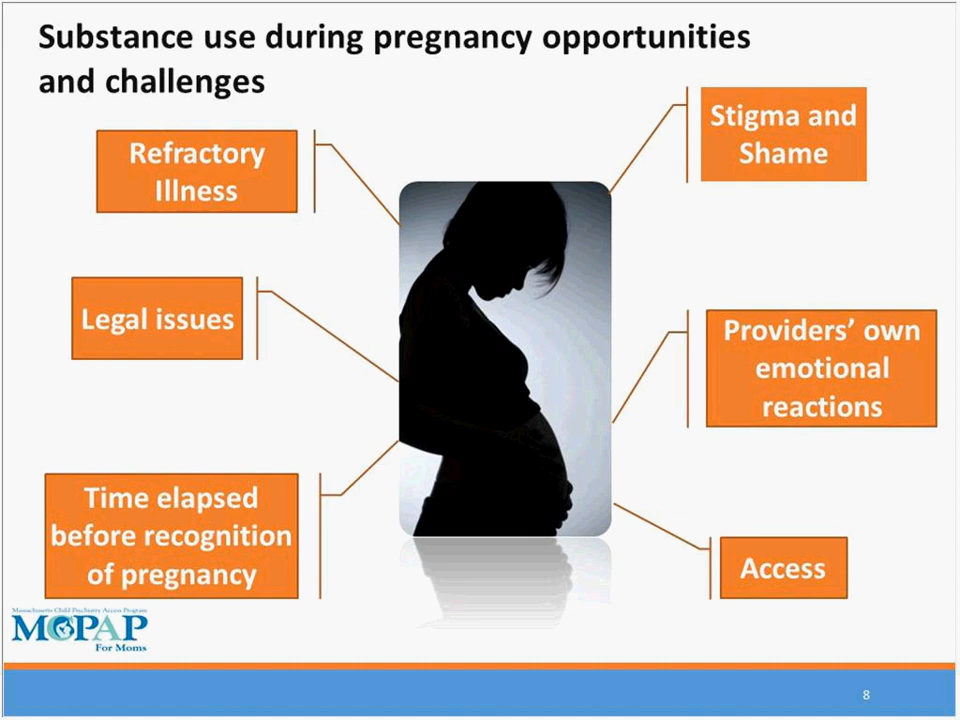 Substance use during pregnancy opportunities
and challenges
Refractory
Illness
Stigma and
Shame
Legal issues
Providers’ own
emotional
reactions
Time elapsed
before recognition
of pregnancy
Access
Massachusetts Child Psychiatry Access Program
MCPAP
For Moms
8